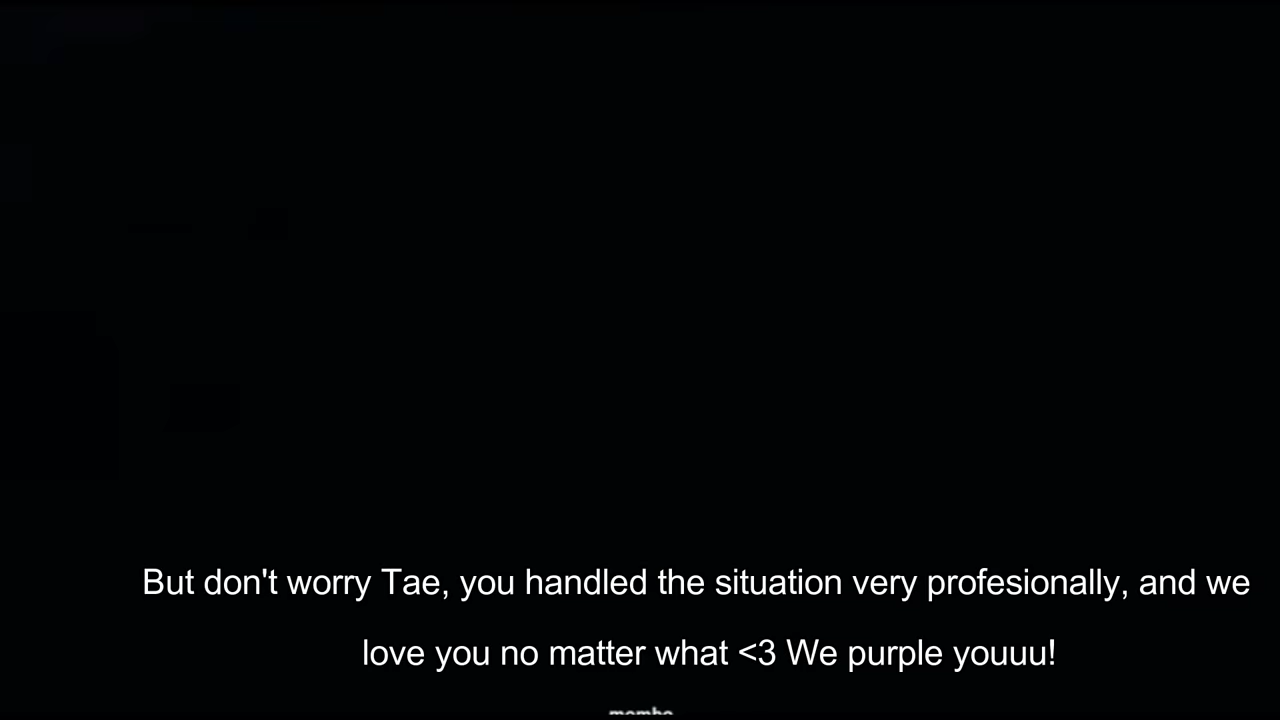 But don't worry Tae, you handled the situation very profesionally, and we
love you no matter what <3 We purple youuu!